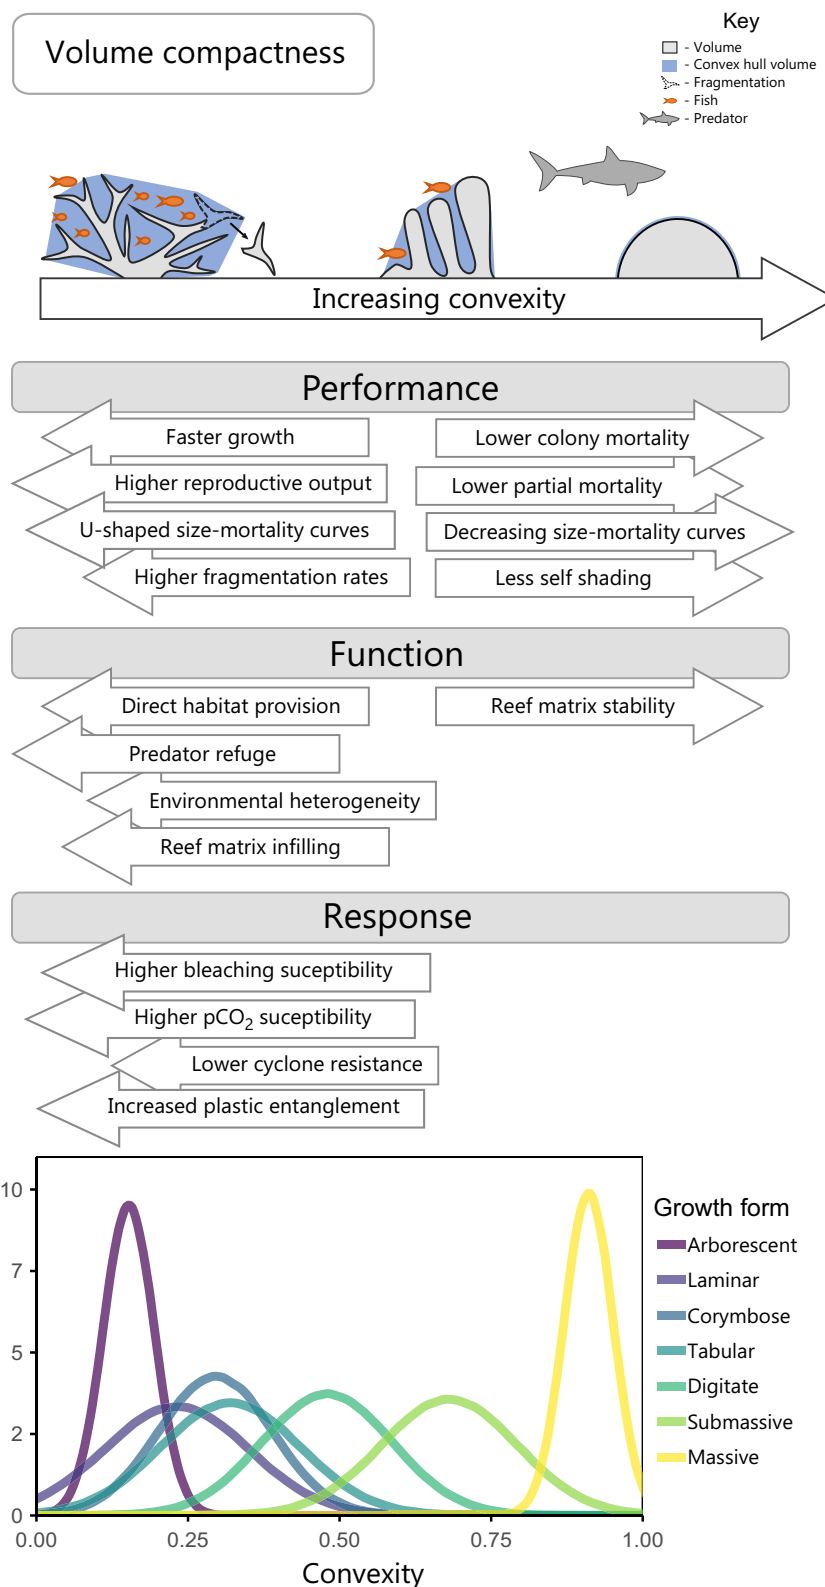 Volume compactness
Key
- Volume
- Convex hull volume
- Fragmentation
- Fish
- Predator
Increasing convexity
Performance
Faster growth
Lower colony mortality
Higher reproductive output
Lower partial mortality
U-shaped size-mortality curves
Decreasing size-mortality curves
Higher fragmentation rates
Less self shading
Function
Direct habitat provision
Reef matrix stability
Predator refuge
Environmental heterogeneity
Reef matrix infilling
Response
Higher bleaching suceptibility
Higher pCO₂ suceptibility
Lower cyclone resistance
Increased plastic entanglement
10
7
5
2
0
0.00 0.25 0.50 0.75 1.00
Convexity
Growth form
Arborescent
Laminar
Corymbose
Tabular
Digitate
Submassive
Massive